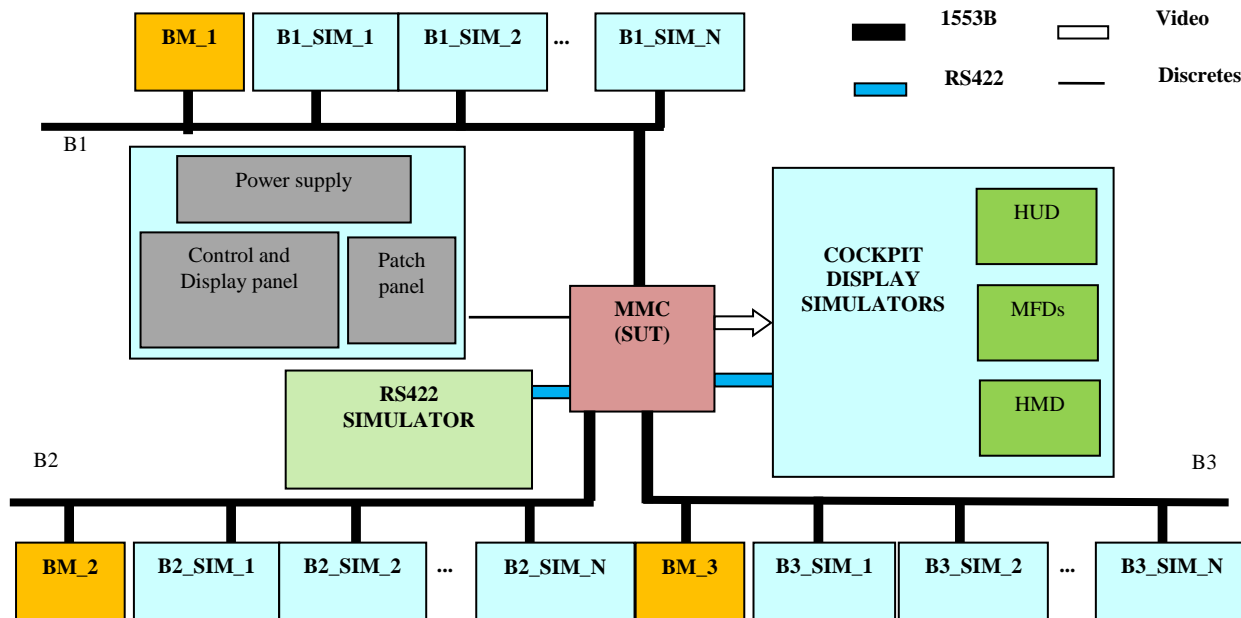 BM_1
B1_SIM_1
B1_SIM_2
...
B1_SIM_N
1553B
Video
RS422
Discretes
B1
Power supply
Control and
Display panel
Patch
panel
MMC
(SUT)
COCKPIT
DISPLAY
SIMULATORS
HUD
MFDs
HMD
RS422
SIMULATOR
B2
B3
BM_2
B2_SIM_1
B2_SIM_2
...
B2_SIM_N
BM_3
B3_SIM_1
B3_SIM_2
...
B3_SIM_N